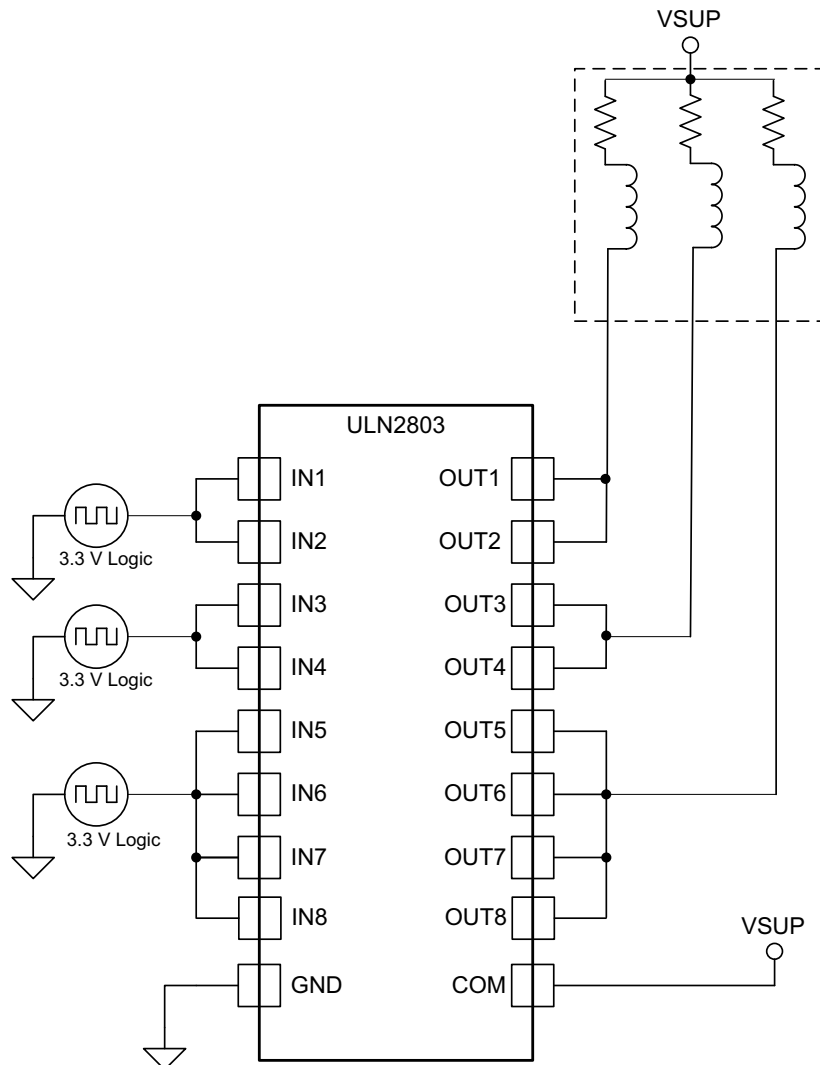 VSUP
ULN2803
IN1
OUT1
IN2
OUT2
3.3 V Logic
IN3
OUT3
IN4
OUT4
3.3 V Logic
IN5
OUT5
IN6
OUT6
3.3 V Logic
IN7
OUT7
IN8
OUT8
VSUP
GND
COM